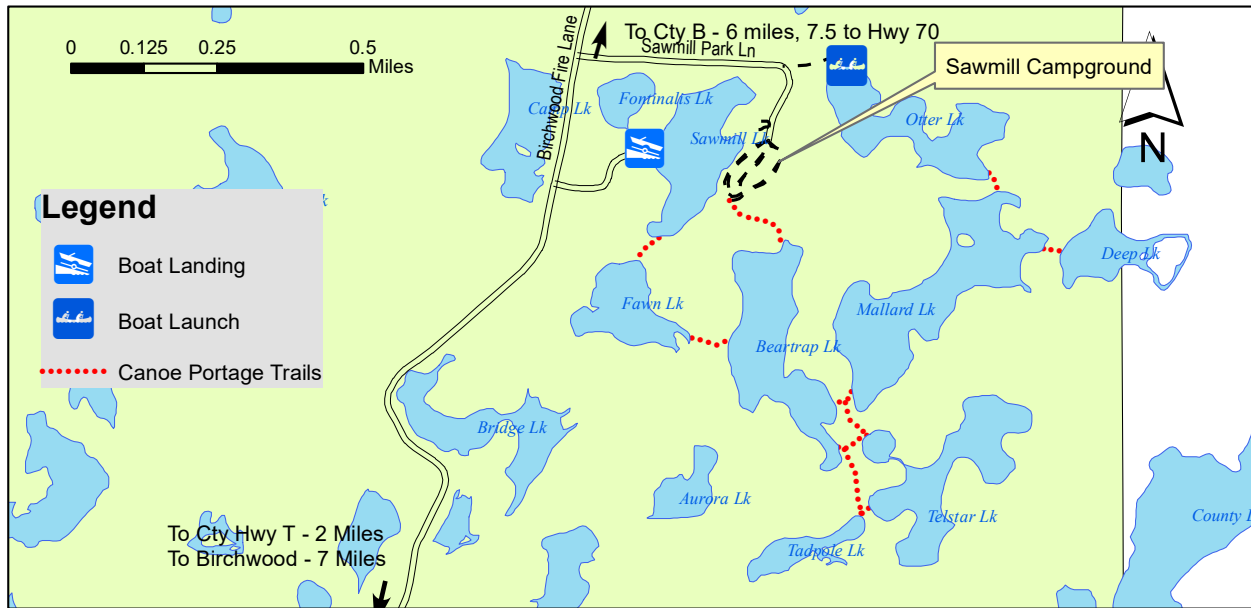 To Cty B - 6 miles, 7.5 to Hwy 70
0 0.125 0.25 0.5
Miles
Sawmill Park Ln
Sawmill Campground
Birchwood Fire Lane
Camp Lk
Fontinalis Lk
Sawmill Lk
Otter Lk
N
Legend
Boat Landing
Boat Launch
Canoe Portage Trails
Deep Lk
Fawn Lk
Mallard Lk
Beartrap Lk
Bridge Lk
Aurora Lk
Telstar Lk
County L
Tadpole Lk
To Cty Hwy T - 2 Miles
To Birchwood - 7 Miles